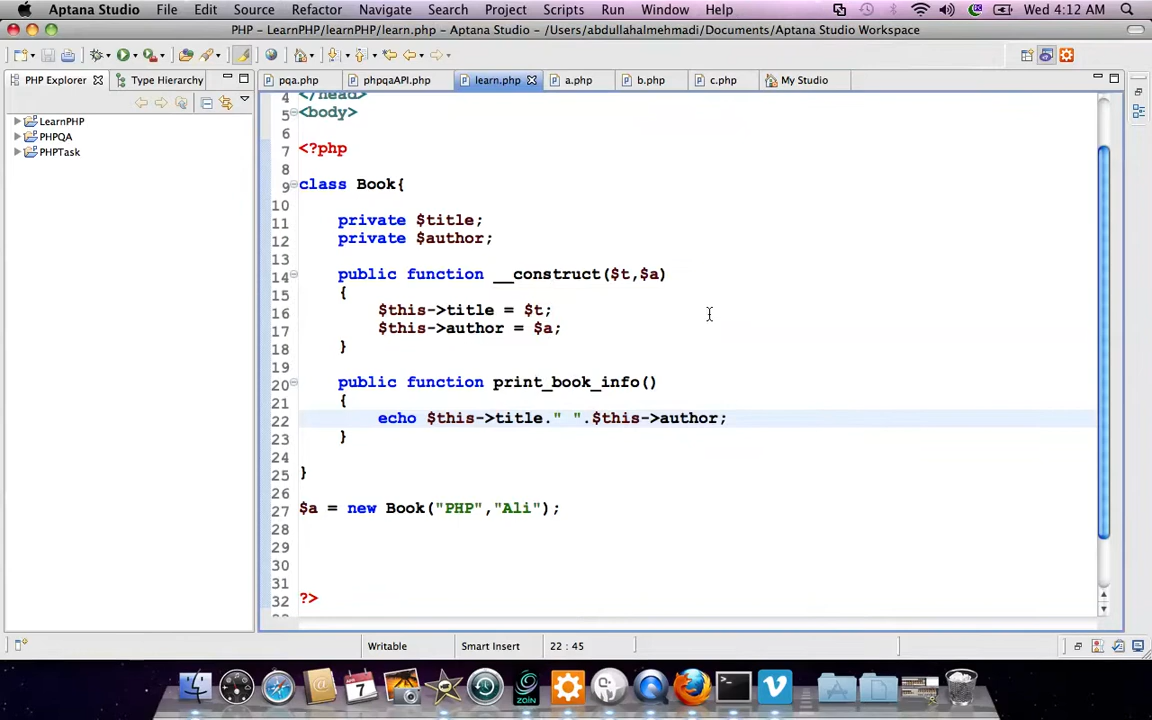 Aptana Studio File Edit Source Refactor Navigate Search Project Scripts Run Window Help Wed 4:12 AM
PHP - LearnPHP/learnPHP/learn.php - Aptana Studio - /Users/abdullahalmehmadi/Documents/Aptana Studio Workspace
PHP Explorer Type Hierarchy pqa.php phpqaAPI.php learn.php a.php b.php c.php My Studio
LearnPHP
PHPQA
PHPTask
4 </head>
5 <body>
6
7 <?php
8
9 class Book{
10
11 private $title;
12 private $author;
13
14 public function __construct($t,$a)
15 {
16 $this->title = $t;
17 $this->author = $a;
18 }
19
20 public function print_book_info()
21 {
22 echo $this->title." ".$this->author;
23 }
24
25 }
26
27 $a = new Book("PHP","Ali");
28
29
30
31
32 ?>
Writable Smart Insert 22 : 45
7
zoin